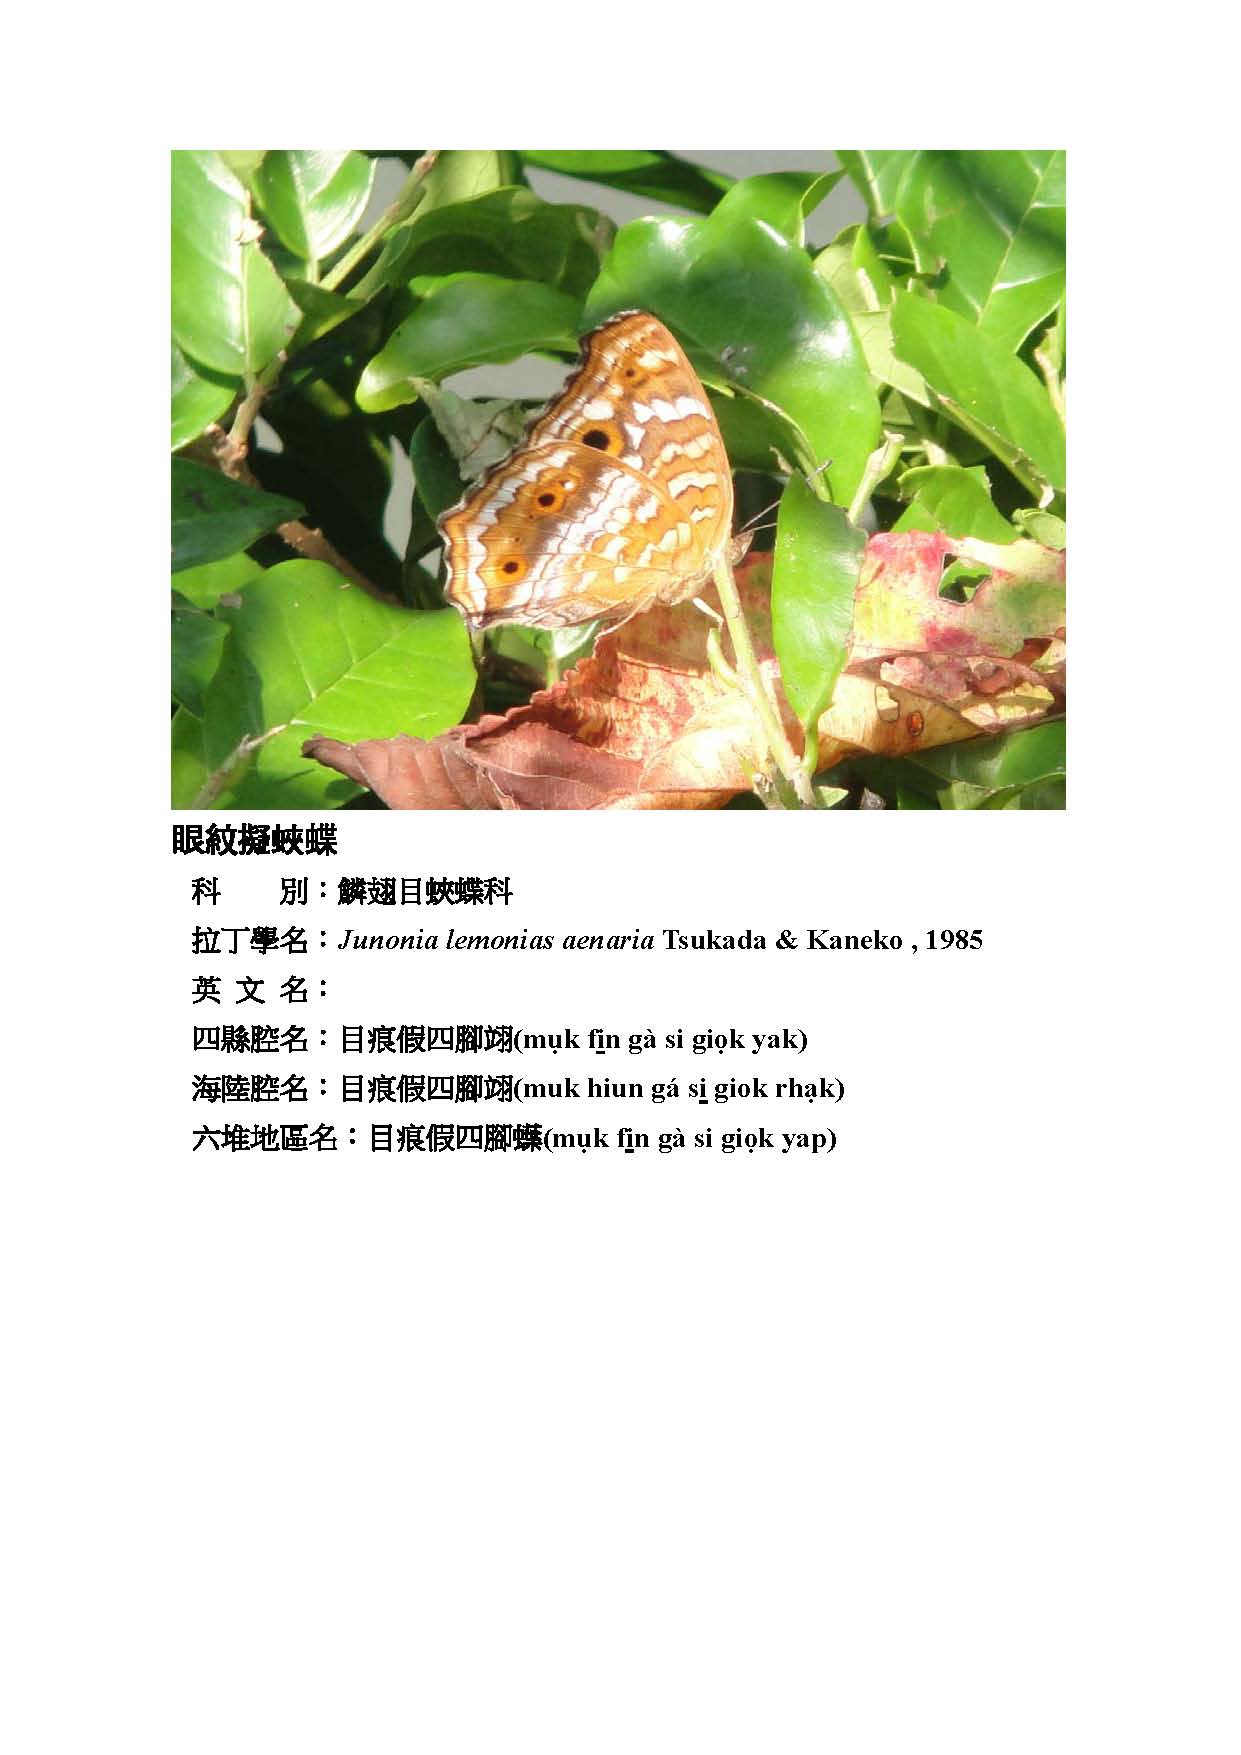 眼紋擬蛺蝶
科　　別：鱗翅目蛺蝶科
拉丁學名：Junonia lemonias aenaria Tsukada & Kaneko , 1985
英 文 名：
四縣腔名：目痕假四腳翊(mụk fi̱n gà si giọk yak)
海陸腔名：目痕假四腳翊(muk hiun gá si̱ giok rhạk)
六堆地區名：目痕假四腳蠂(mụk fi̱n gà si giọk yap)